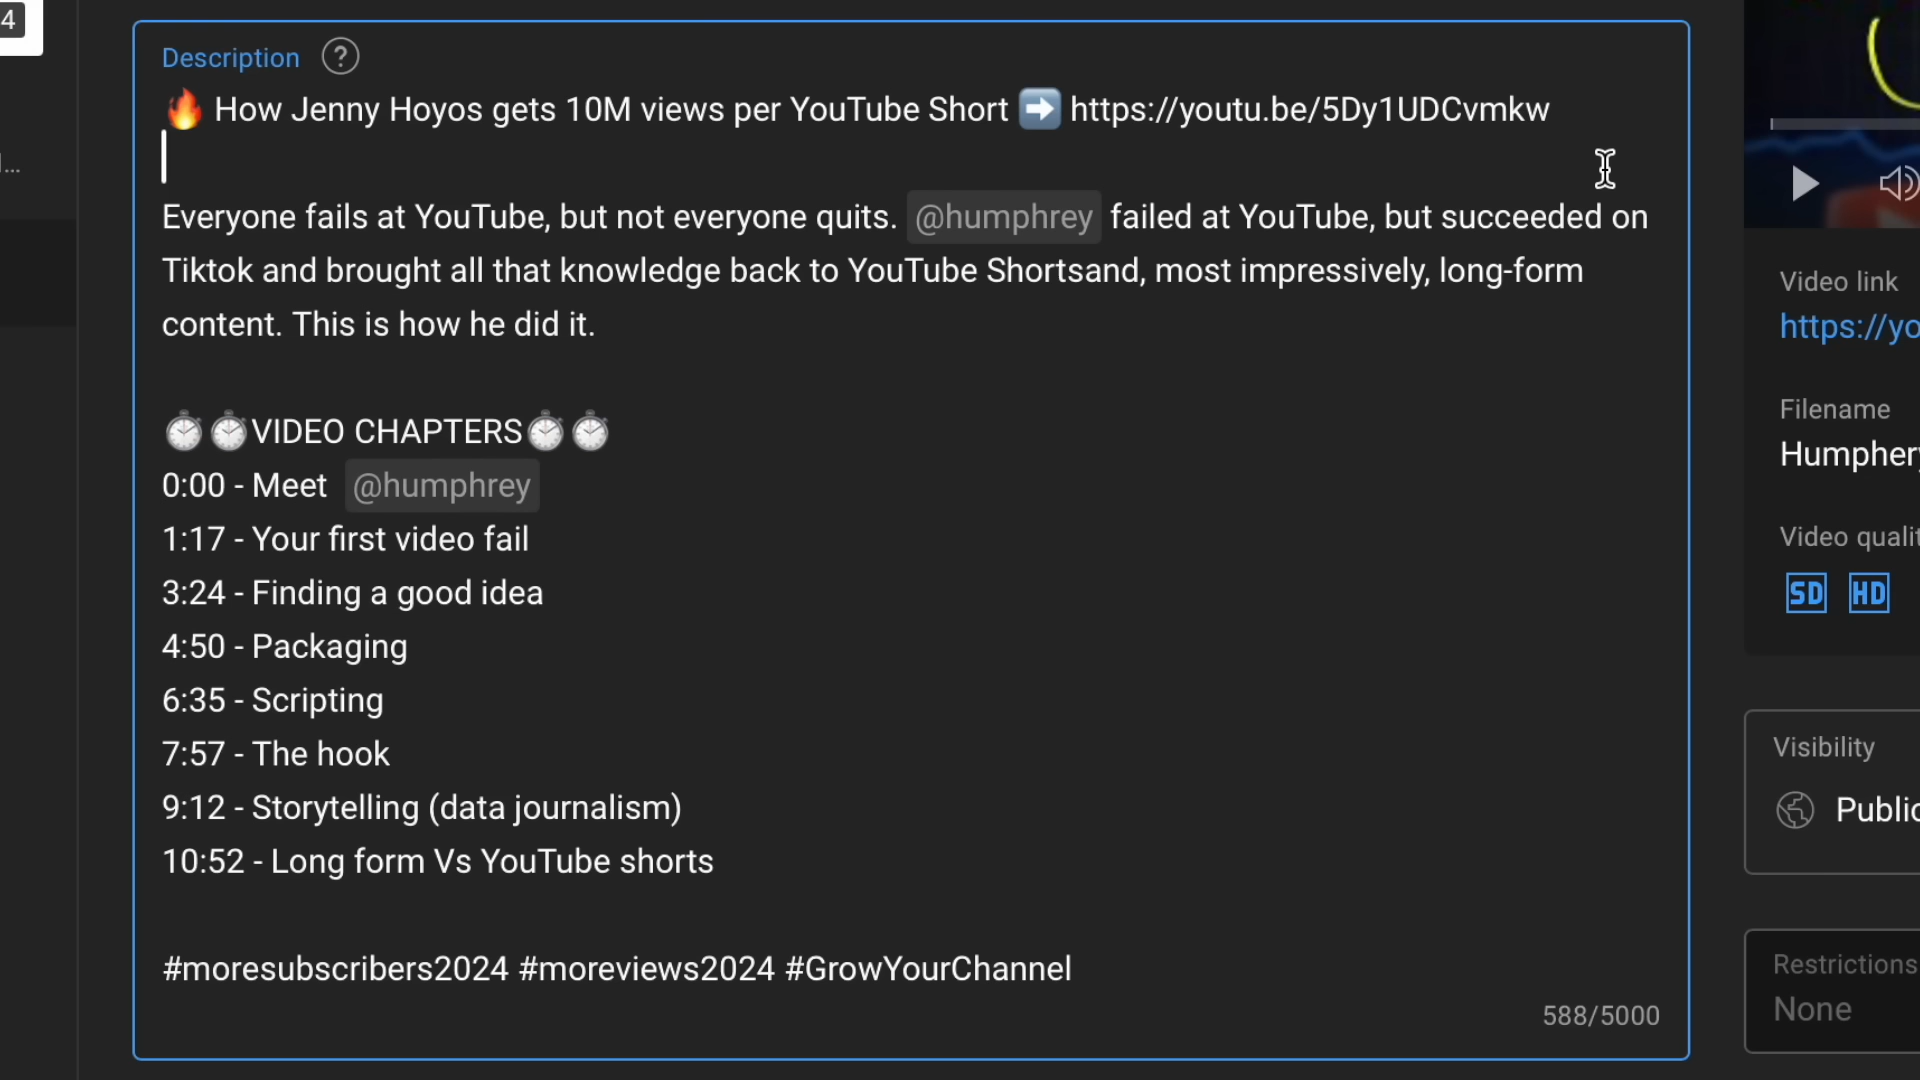 4
...
Description ?
🔥 How Jenny Hoyos gets 10M views per YouTube Short ➡️ https://youtu.be/5Dy1UDCvmkw
Everyone fails at YouTube, but not everyone quits. @humphrey failed at YouTube, but succeeded on
Tiktok and brought all that knowledge back to YouTube Shortsand, most impressively, long-form
content. This is how he did it.
⏱⏱VIDEO CHAPTERS⏱⏱
0:00 - Meet @humphrey
1:17 - Your first video fail
3:24 - Finding a good idea
4:50 - Packaging
6:35 - Scripting
7:57 - The hook
9:12 - Storytelling (data journalism)
10:52 - Long form Vs YouTube shorts
#moresubscribers2024 #moreviews2024 #GrowYourChannel
588/5000
Video link
https://yo
Filename
Humphery
Video qualit
SD HD
Visibility
Public
Restrictions
None